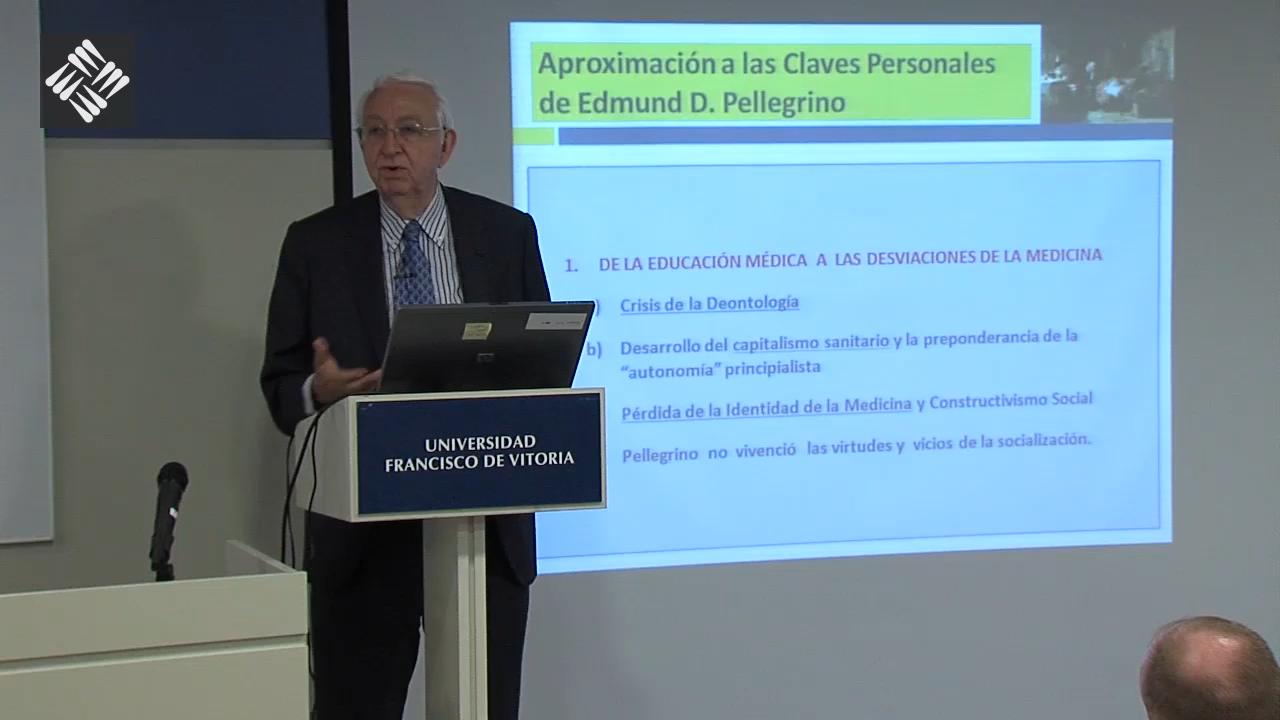 Aproximación a las Claves Personales
de Edmund D. Pellegrino
1. DE LA EDUCACIÓN MÉDICA A LAS DESVIACIONES DE LA MEDICINA
) Crisis de la Deontología
b) Desarrollo del capitalismo sanitario y la preponderancia de la
“autonomía” principialista
Pérdida de la Identidad de la Medicina y Constructivismo Social
Pellegrino no vivenció las virtudes y vicios de la socialización.
UNIVERSIDAD
FRANCISCO DE VITORIA